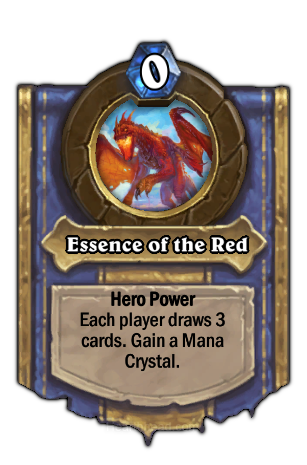 0
Essence of the Red
Hero Power
Each player draws 3
cards. Gain a Mana
Crystal.